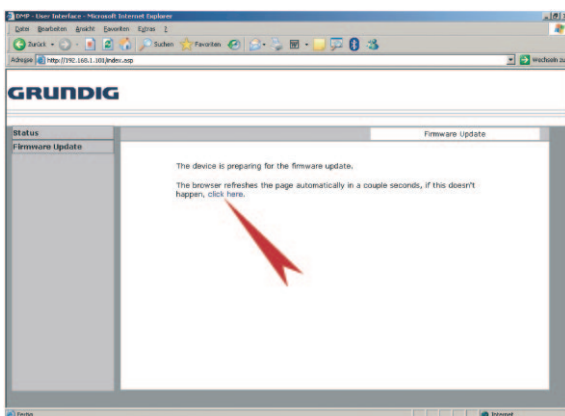 DMP - User Interface - Microsoft Internet Explorer
Datei Bearbeiten Ansicht Favoriten Extras ?
Zurück Suchen Favoriten
Adresse http://192.168.1.101/index.asp Wechseln zu
GRUNDIG
Status
Firmware Update
Firmware Update
The device is preparing for the firmware update.
The browser refreshes the page automatically in a couple seconds, if this doesn't
happen, click here.
Fertig Internet